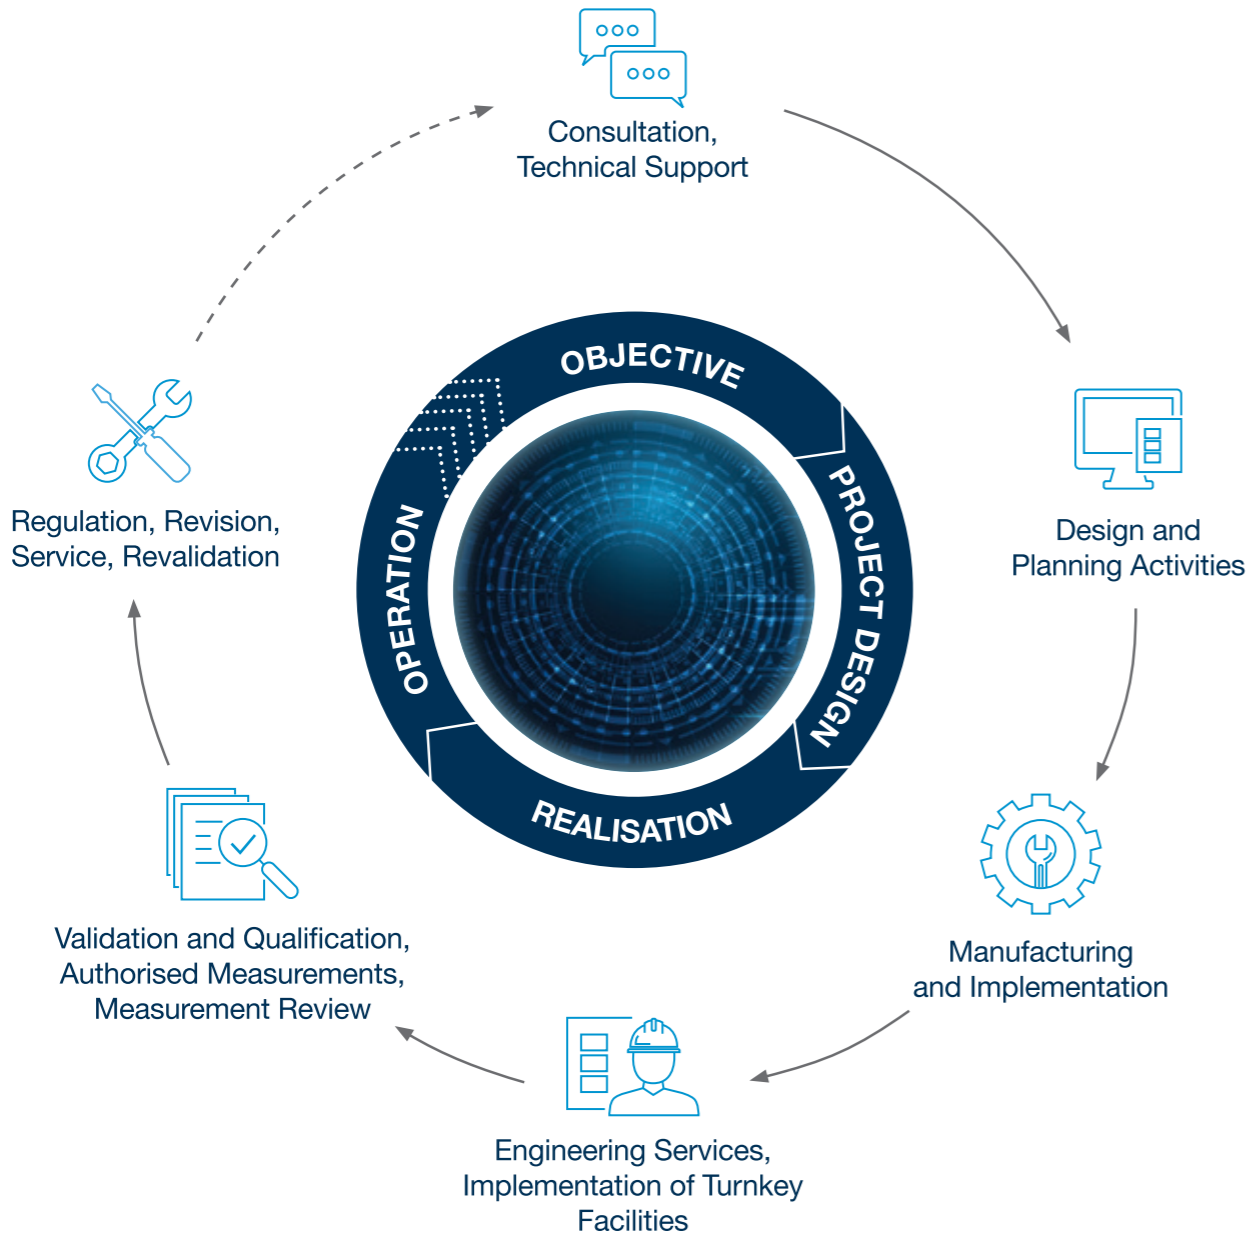 Consultation,
Technical Support
Design and
Planning Activities
Manufacturing
and Implementation
Engineering Services,
Implementation of Turnkey
Facilities
Validation and Qualification,
Authorised Measurements,
Measurement Review
Regulation, Revision,
Service, Revalidation
OBJECTIVE
PROJECT DESIGN
REALISATION
OPERATION